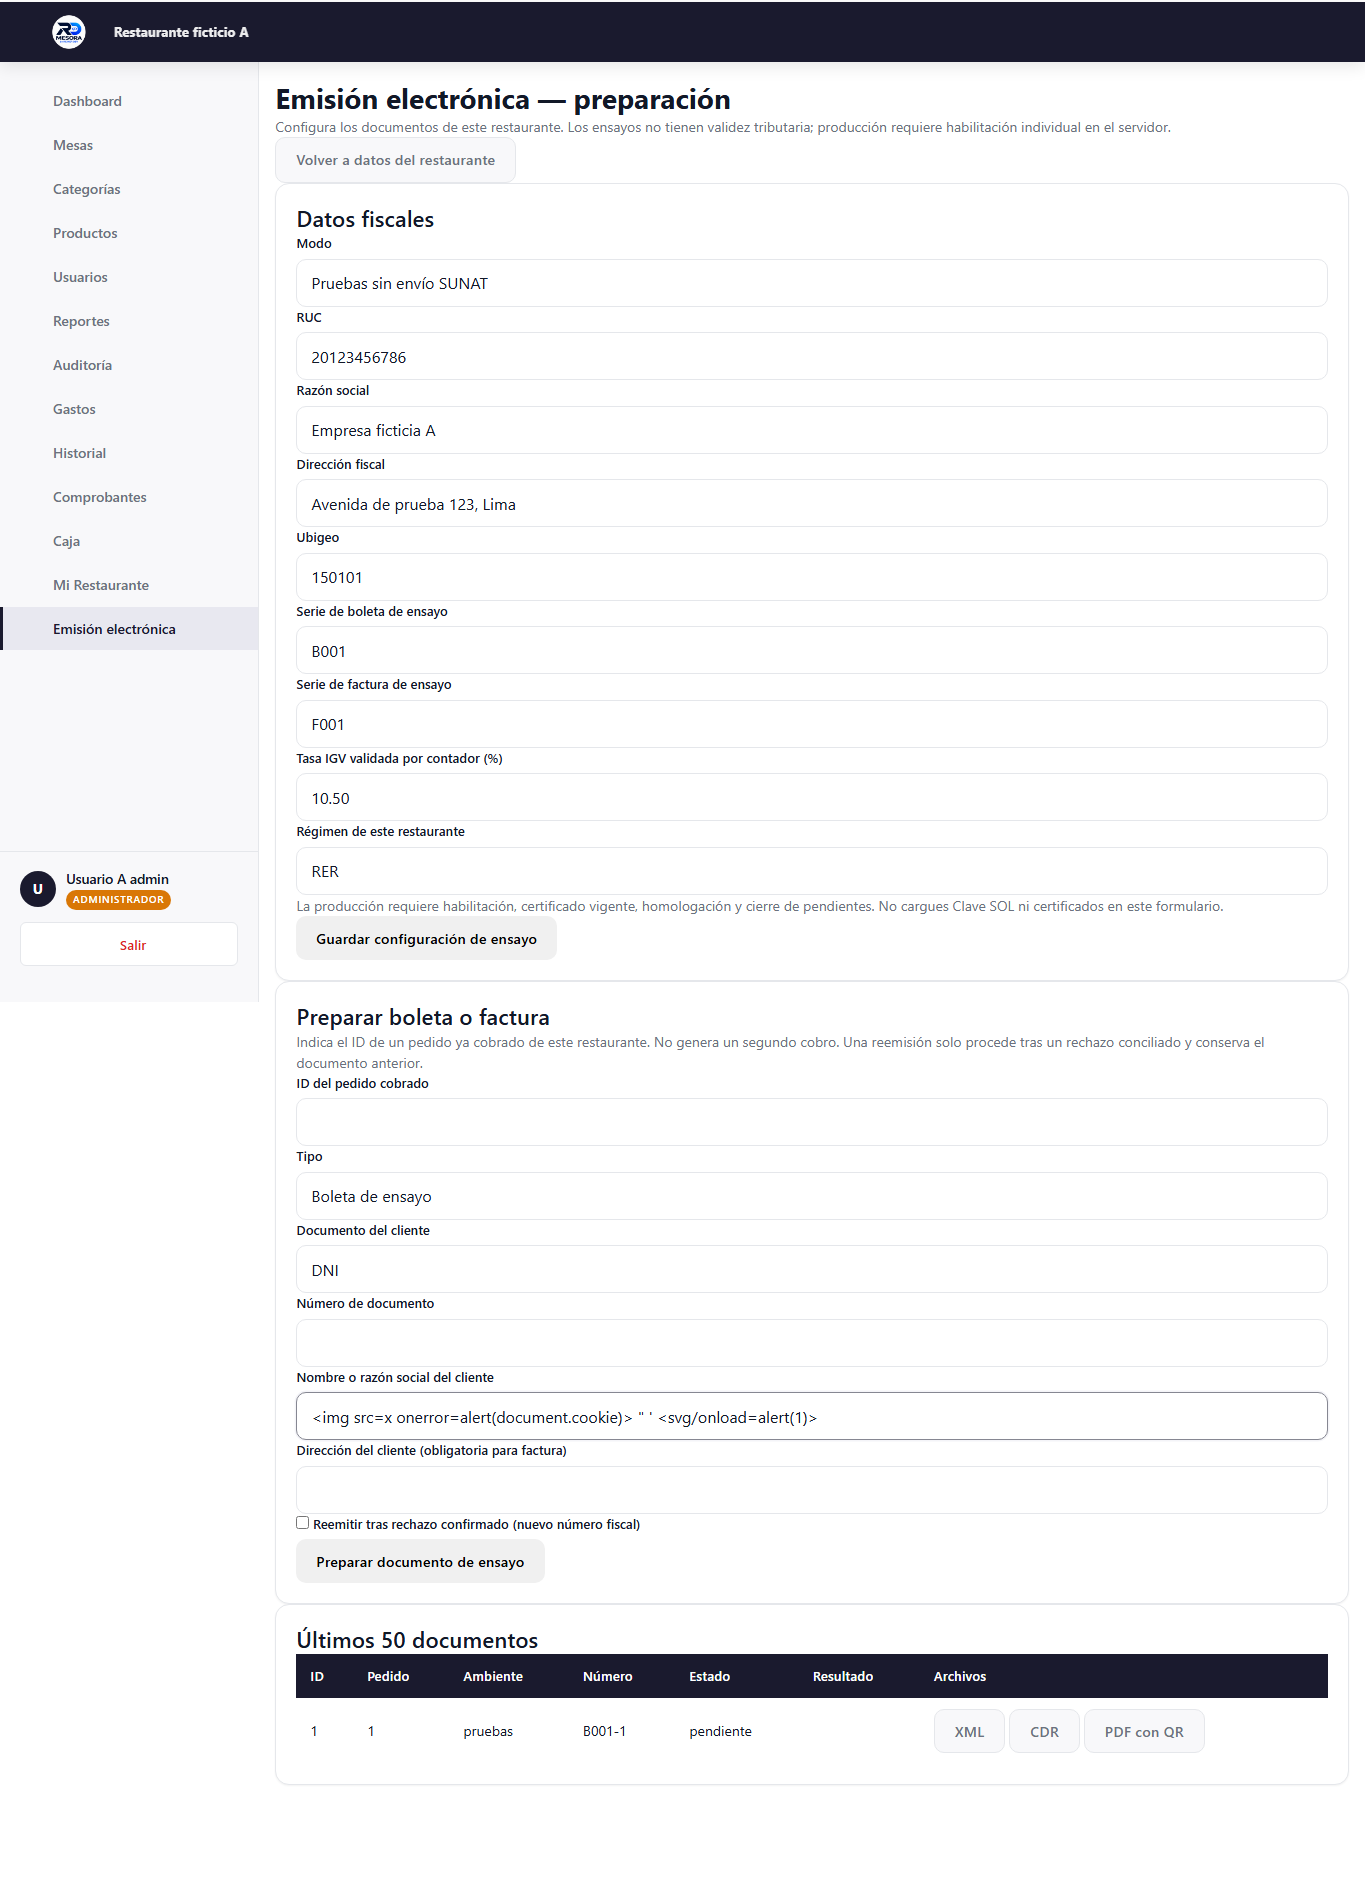 RD
MESORA
Restaurante ficticio A
Dashboard
Mesas
Categorías
Productos
Usuarios
Reportes
Auditoría
Gastos
Historial
Comprobantes
Caja
Mi Restaurante
Emisión electrónica
U
Usuario A admin
ADMINISTRADOR
Salir
Emisión electrónica — preparación
Configura los documentos de este restaurante. Los ensayos no tienen validez tributaria; producción requiere habilitación individual en el servidor.
Volver a datos del restaurante
Datos fiscales
Modo
Pruebas sin envío SUNAT
RUC
20123456786
Razón social
Empresa ficticia A
Dirección fiscal
Avenida de prueba 123, Lima
Ubigeo
150101
Serie de boleta de ensayo
B001
Serie de factura de ensayo
F001
Tasa IGV validada por contador (%)
10.50
Régimen de este restaurante
RER
La producción requiere habilitación, certificado vigente, homologación y cierre de pendientes. No cargues Clave SOL ni certificados en este formulario.
Guardar configuración de ensayo
Preparar boleta o factura
Indica el ID de un pedido ya cobrado de este restaurante. No genera un segundo cobro. Una reemisión solo procede tras un rechazo conciliado y conserva el
documento anterior.
ID del pedido cobrado
Tipo
Boleta de ensayo
Documento del cliente
DNI
Número de documento
Nombre o razón social del cliente
<img src=x onerror=alert(document.cookie)> " ' <svg/onload=alert(1)>
Dirección del cliente (obligatoria para factura)
Reemitir tras rechazo confirmado (nuevo número fiscal)
Preparar documento de ensayo
Últimos 50 documentos
ID Pedido Ambiente Número Estado Resultado Archivos
1 1 pruebas B001-1 pendiente XML CDR PDF con QR